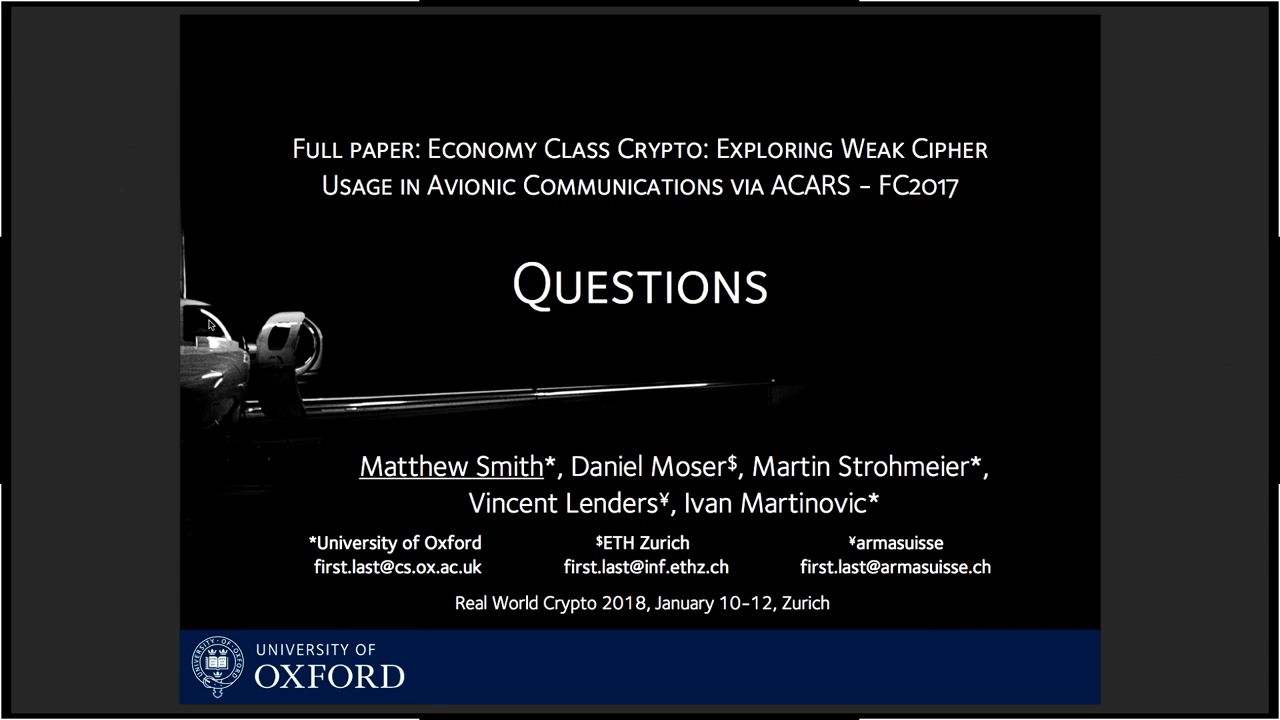 Full paper: Economy Class Crypto: Exploring Weak Cipher
Usage in Avionic Communications via ACARS – FC2017
Questions
Matthew Smith*, Daniel Moser$, Martin Strohmeier*,
Vincent Lenders¥, Ivan Martinovic*
*University of Oxford $ETH Zurich ¥armasuisse
first.last@cs.ox.ac.uk first.last@inf.ethz.ch first.last@armasuisse.ch
Real World Crypto 2018, January 10-12, Zurich
UNIVERSITY OF
OXFORD